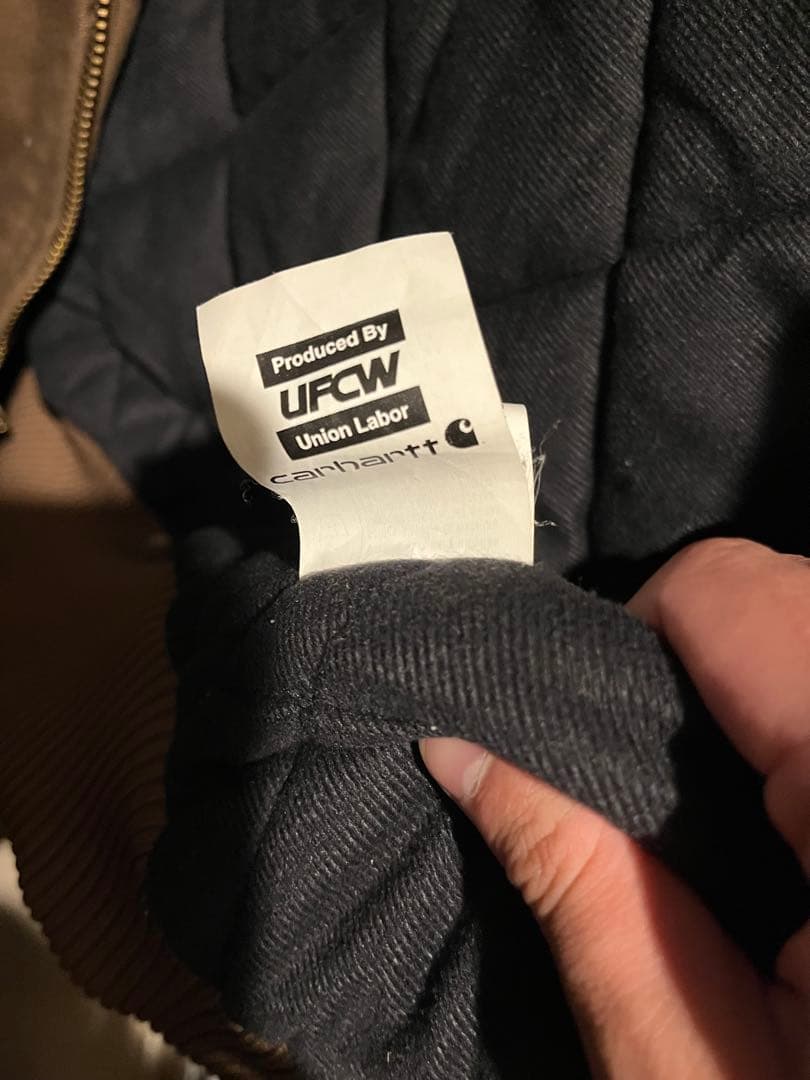 Produced By
UFCW
Union Labor
carhartt